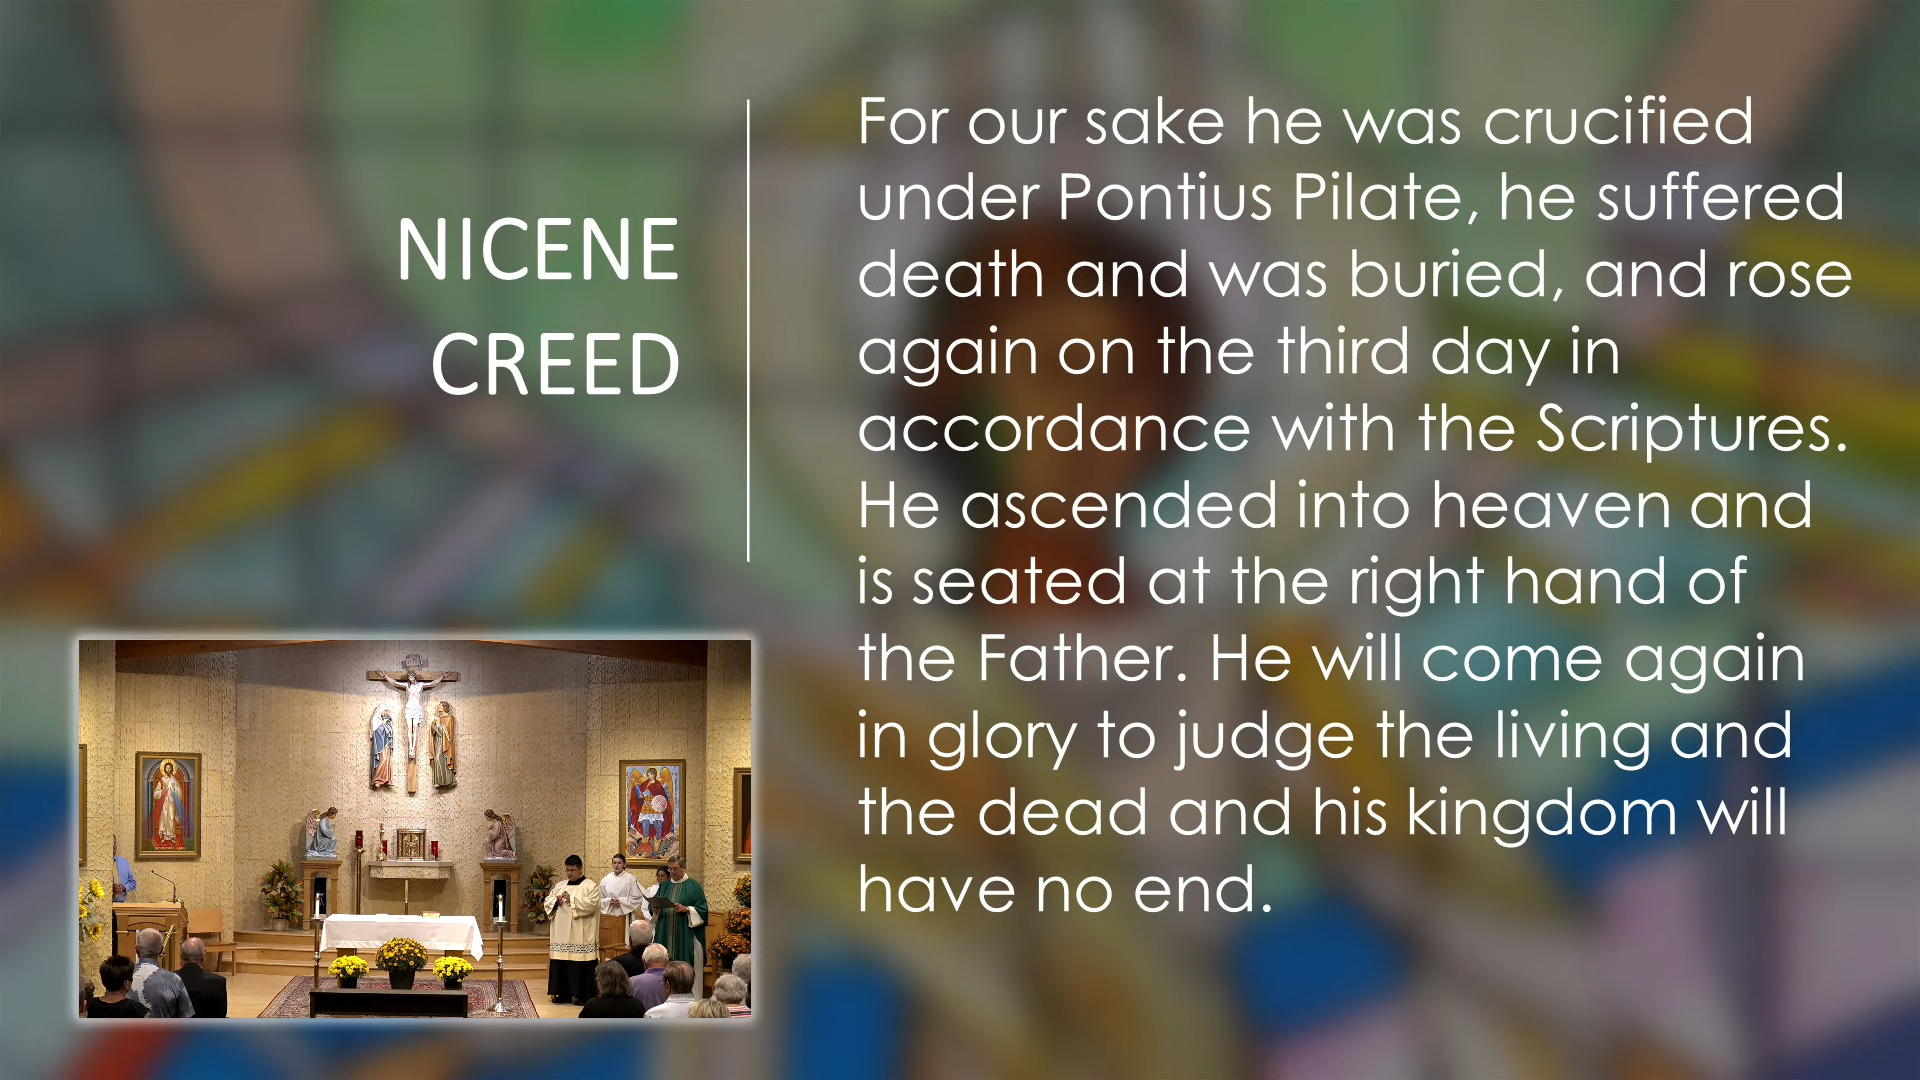 NICENE
CREED
For our sake he was crucified
under Pontius Pilate, he suffered
death and was buried, and rose
again on the third day in
accordance with the Scriptures.
He ascended into heaven and
is seated at the right hand of
the Father. He will come again
in glory to judge the living and
the dead and his kingdom will
have no end.